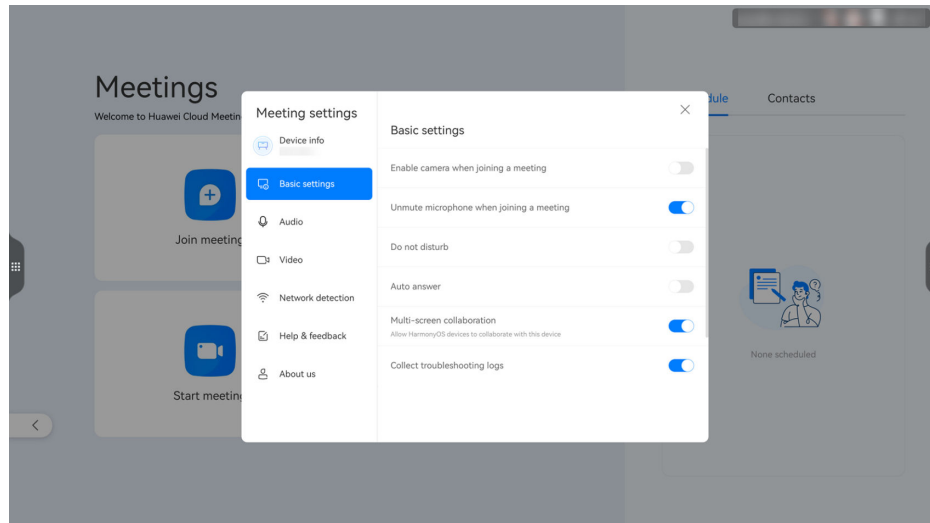 Meetings
Welcome to Huawei Cloud Meetin
Join meeting
Start meeting
Meeting settings
Device info
Basic settings
Audio
Video
Network detection
Help & feedback
About us
Basic settings
Enable camera when joining a meeting
Unmute microphone when joining a meeting
Do not disturb
Auto answer
Multi-screen collaboration
Allow HarmonyOS devices to collaborate with this device
Collect troubleshooting logs
dule
Contacts
None scheduled